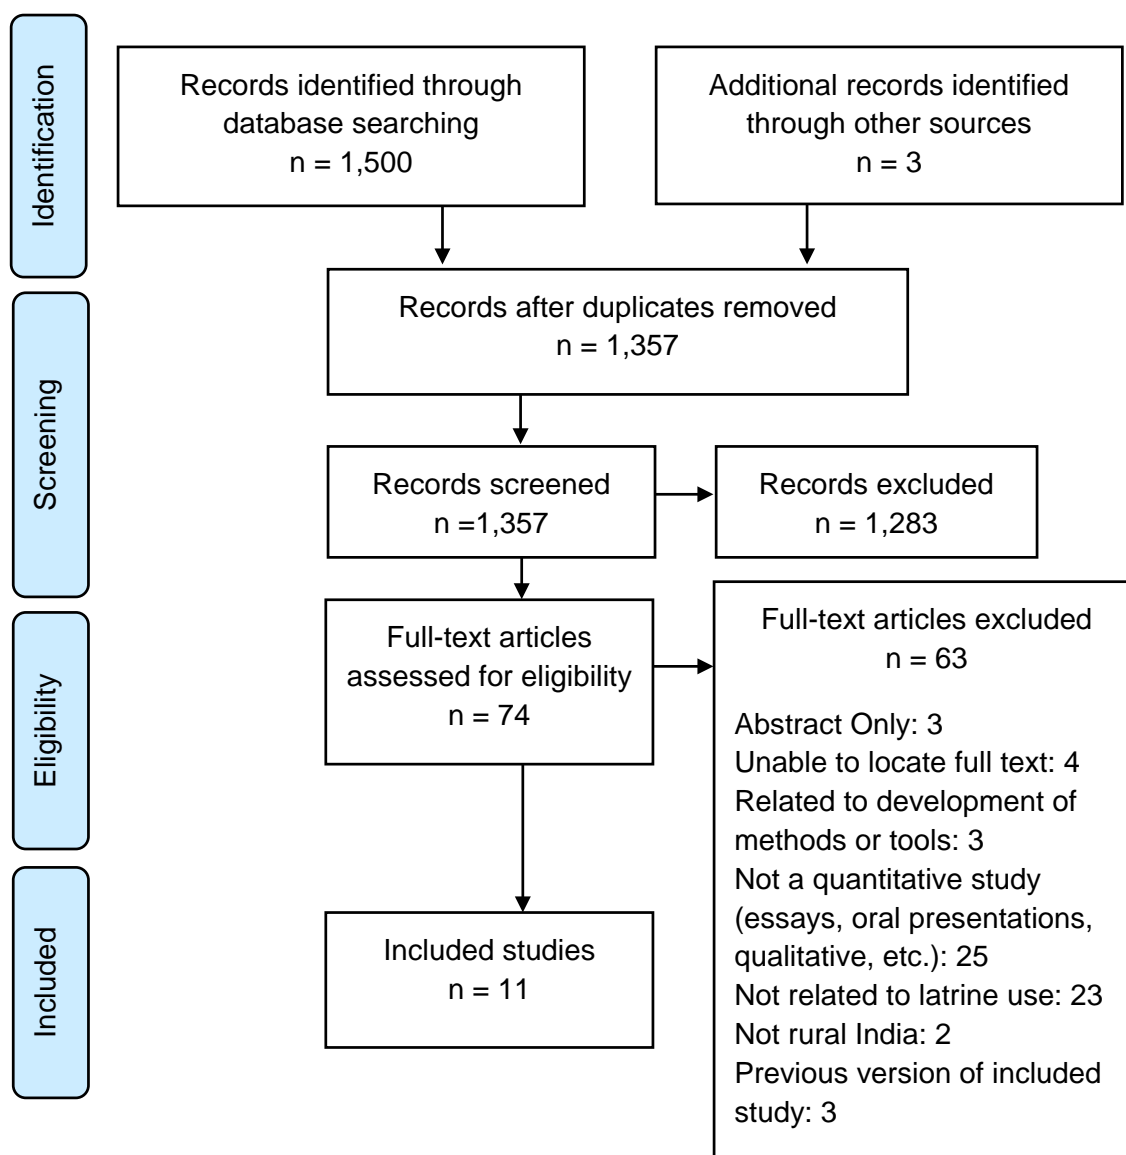 Identification
Records identified through
database searching
n = 1,500
Additional records identified
through other sources
n = 3
Records after duplicates removed
n = 1,357
Screening
Records screened
n =1,357
Records excluded
n = 1,283
Eligibility
Full-text articles
assessed for eligibility
n = 74
Full-text articles excluded
n = 63
Abstract Only: 3
Unable to locate full text: 4
Related to development of
methods or tools: 3
Not a quantitative study
(essays, oral presentations,
qualitative, etc.): 25
Not related to latrine use: 23
Not rural India: 2
Previous version of included
study: 3
Included
Included studies
n = 11